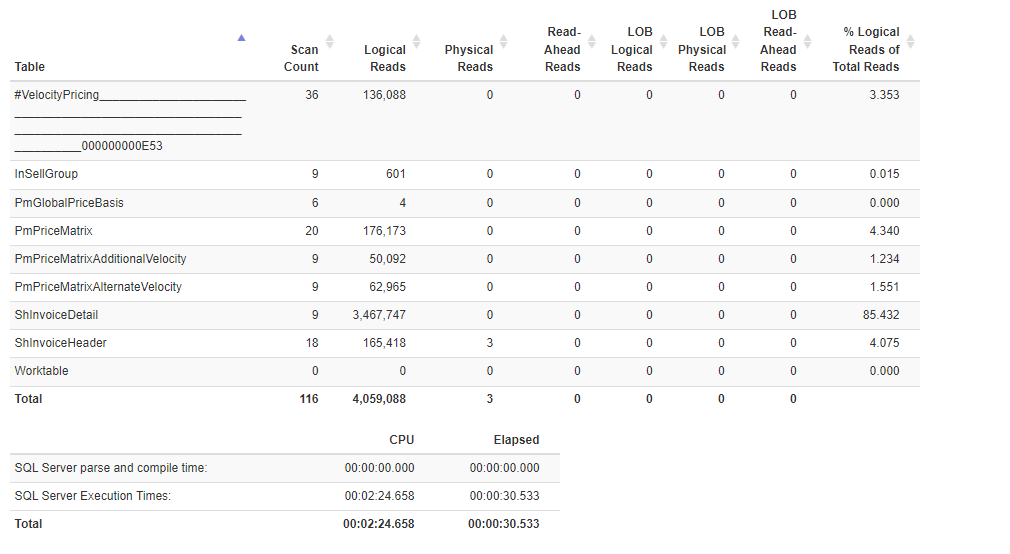 Table Scan Count Logical Reads Physical Reads Read-Ahead Reads LOB Logical Reads LOB Physical Reads LOB Read-Ahead Reads % Logical Reads of Total Reads
#VelocityPricing______________________
__________________________________
__________________________________
__________000000000E53 36 136,088 0 0 0 0 0 3.353
InSellGroup 9 601 0 0 0 0 0 0.015
PmGlobalPriceBasis 6 4 0 0 0 0 0 0.000
PmPriceMatrix 20 176,173 0 0 0 0 0 4.340
PmPriceMatrixAdditionalVelocity 9 50,092 0 0 0 0 0 1.234
PmPriceMatrixAlternateVelocity 9 62,965 0 0 0 0 0 1.551
ShInvoiceDetail 9 3,467,747 0 0 0 0 0 85.432
ShInvoiceHeader 18 165,418 3 0 0 0 0 4.075
Worktable 0 0 0 0 0 0 0 0.000
Total 116 4,059,088 3 0 0 0 0
CPU Elapsed
SQL Server parse and compile time: 00:00:00.000 00:00:00.000
SQL Server Execution Times: 00:02:24.658 00:00:30.533
Total 00:02:24.658 00:00:30.533